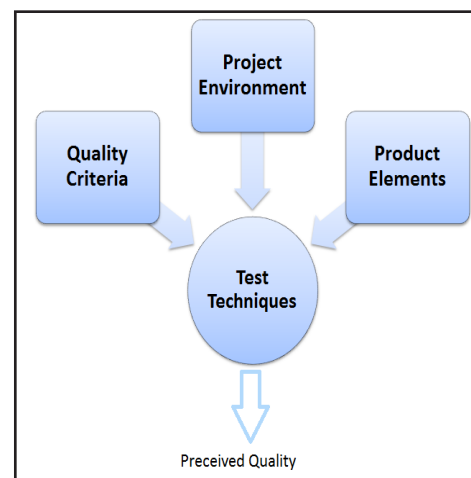 Project
Environment
Quality
Criteria
Product
Elements
Test
Techniques
Preceived Quality